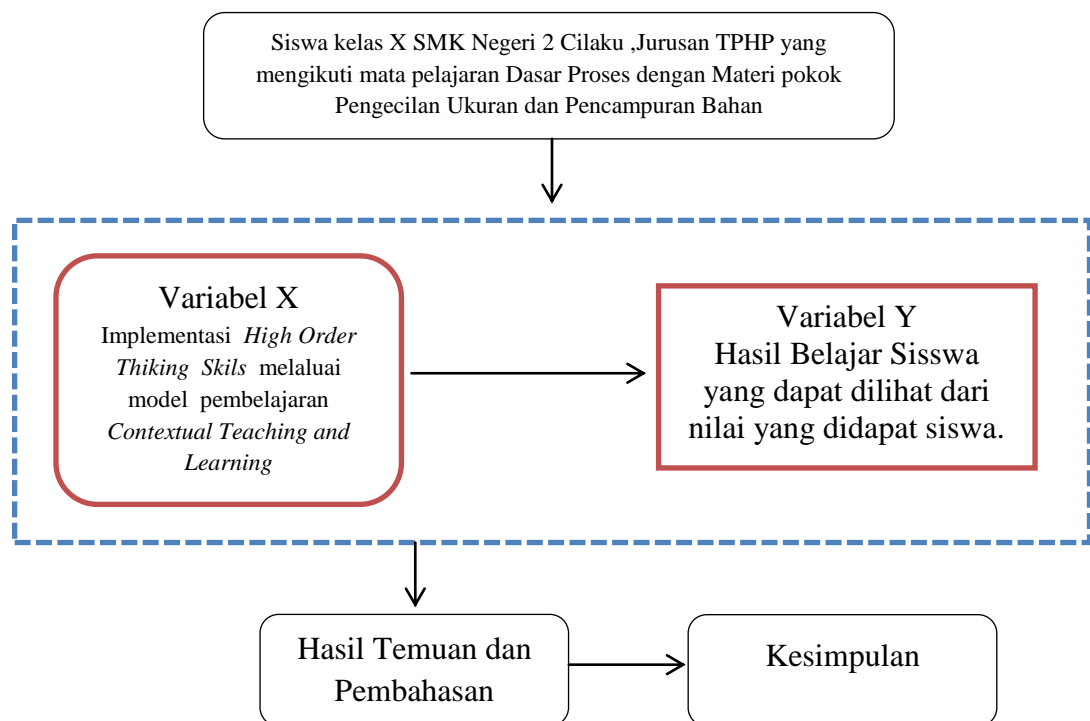 Siswa kelas X SMK Negeri 2 Cilaku ,Jurusan TPHP yang
mengikuti mata pelajaran Dasar Proses dengan Materi pokok
Pengecilan Ukuran dan Pencampuran Bahan
Variabel X
Implementasi High Order
Thiking Skils melaluai
model pembelajaran
Contextual Teaching and
Learning
Variabel Y
Hasil Belajar Sisswa
yang dapat dilihat dari
nilai yang didapat siswa.
Hasil Temuan dan
Pembahasan
Kesimpulan